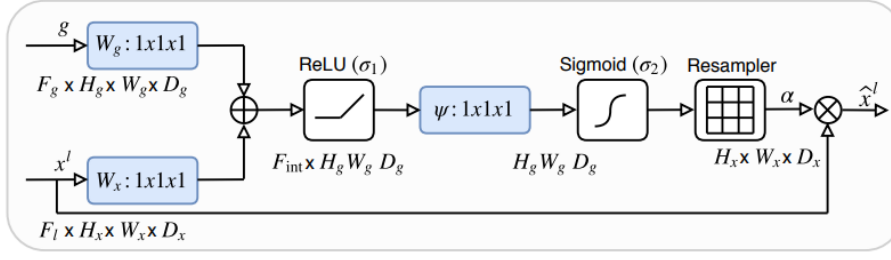 g
W_g : 1x1x1
F_g x H_g x W_g x D_g
x^l
W_x : 1x1x1
F_l x H_x x W_x x D_x
ReLU (σ_1)
F_int x H_g W_g D_g
ψ : 1x1x1
Sigmoid (σ_2)
H_g W_g D_g
Resampler
α
H_x x W_x x D_x
x̂^l